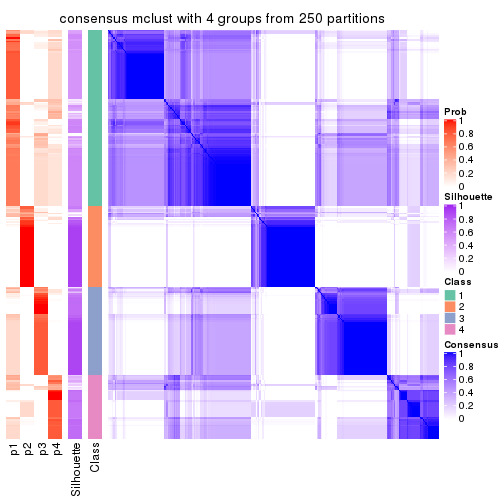 consensus mclust with 4 groups from 250 partitions
Prob
1
0.8
0.6
0.4
0.2
0
Silhouette
1
0.8
0.6
0.4
0.2
0
Class
1
2
3
4
Consensus
1
0.8
0.6
0.4
0.2
0
p1
p2
p3
p4
Silhouette
Class